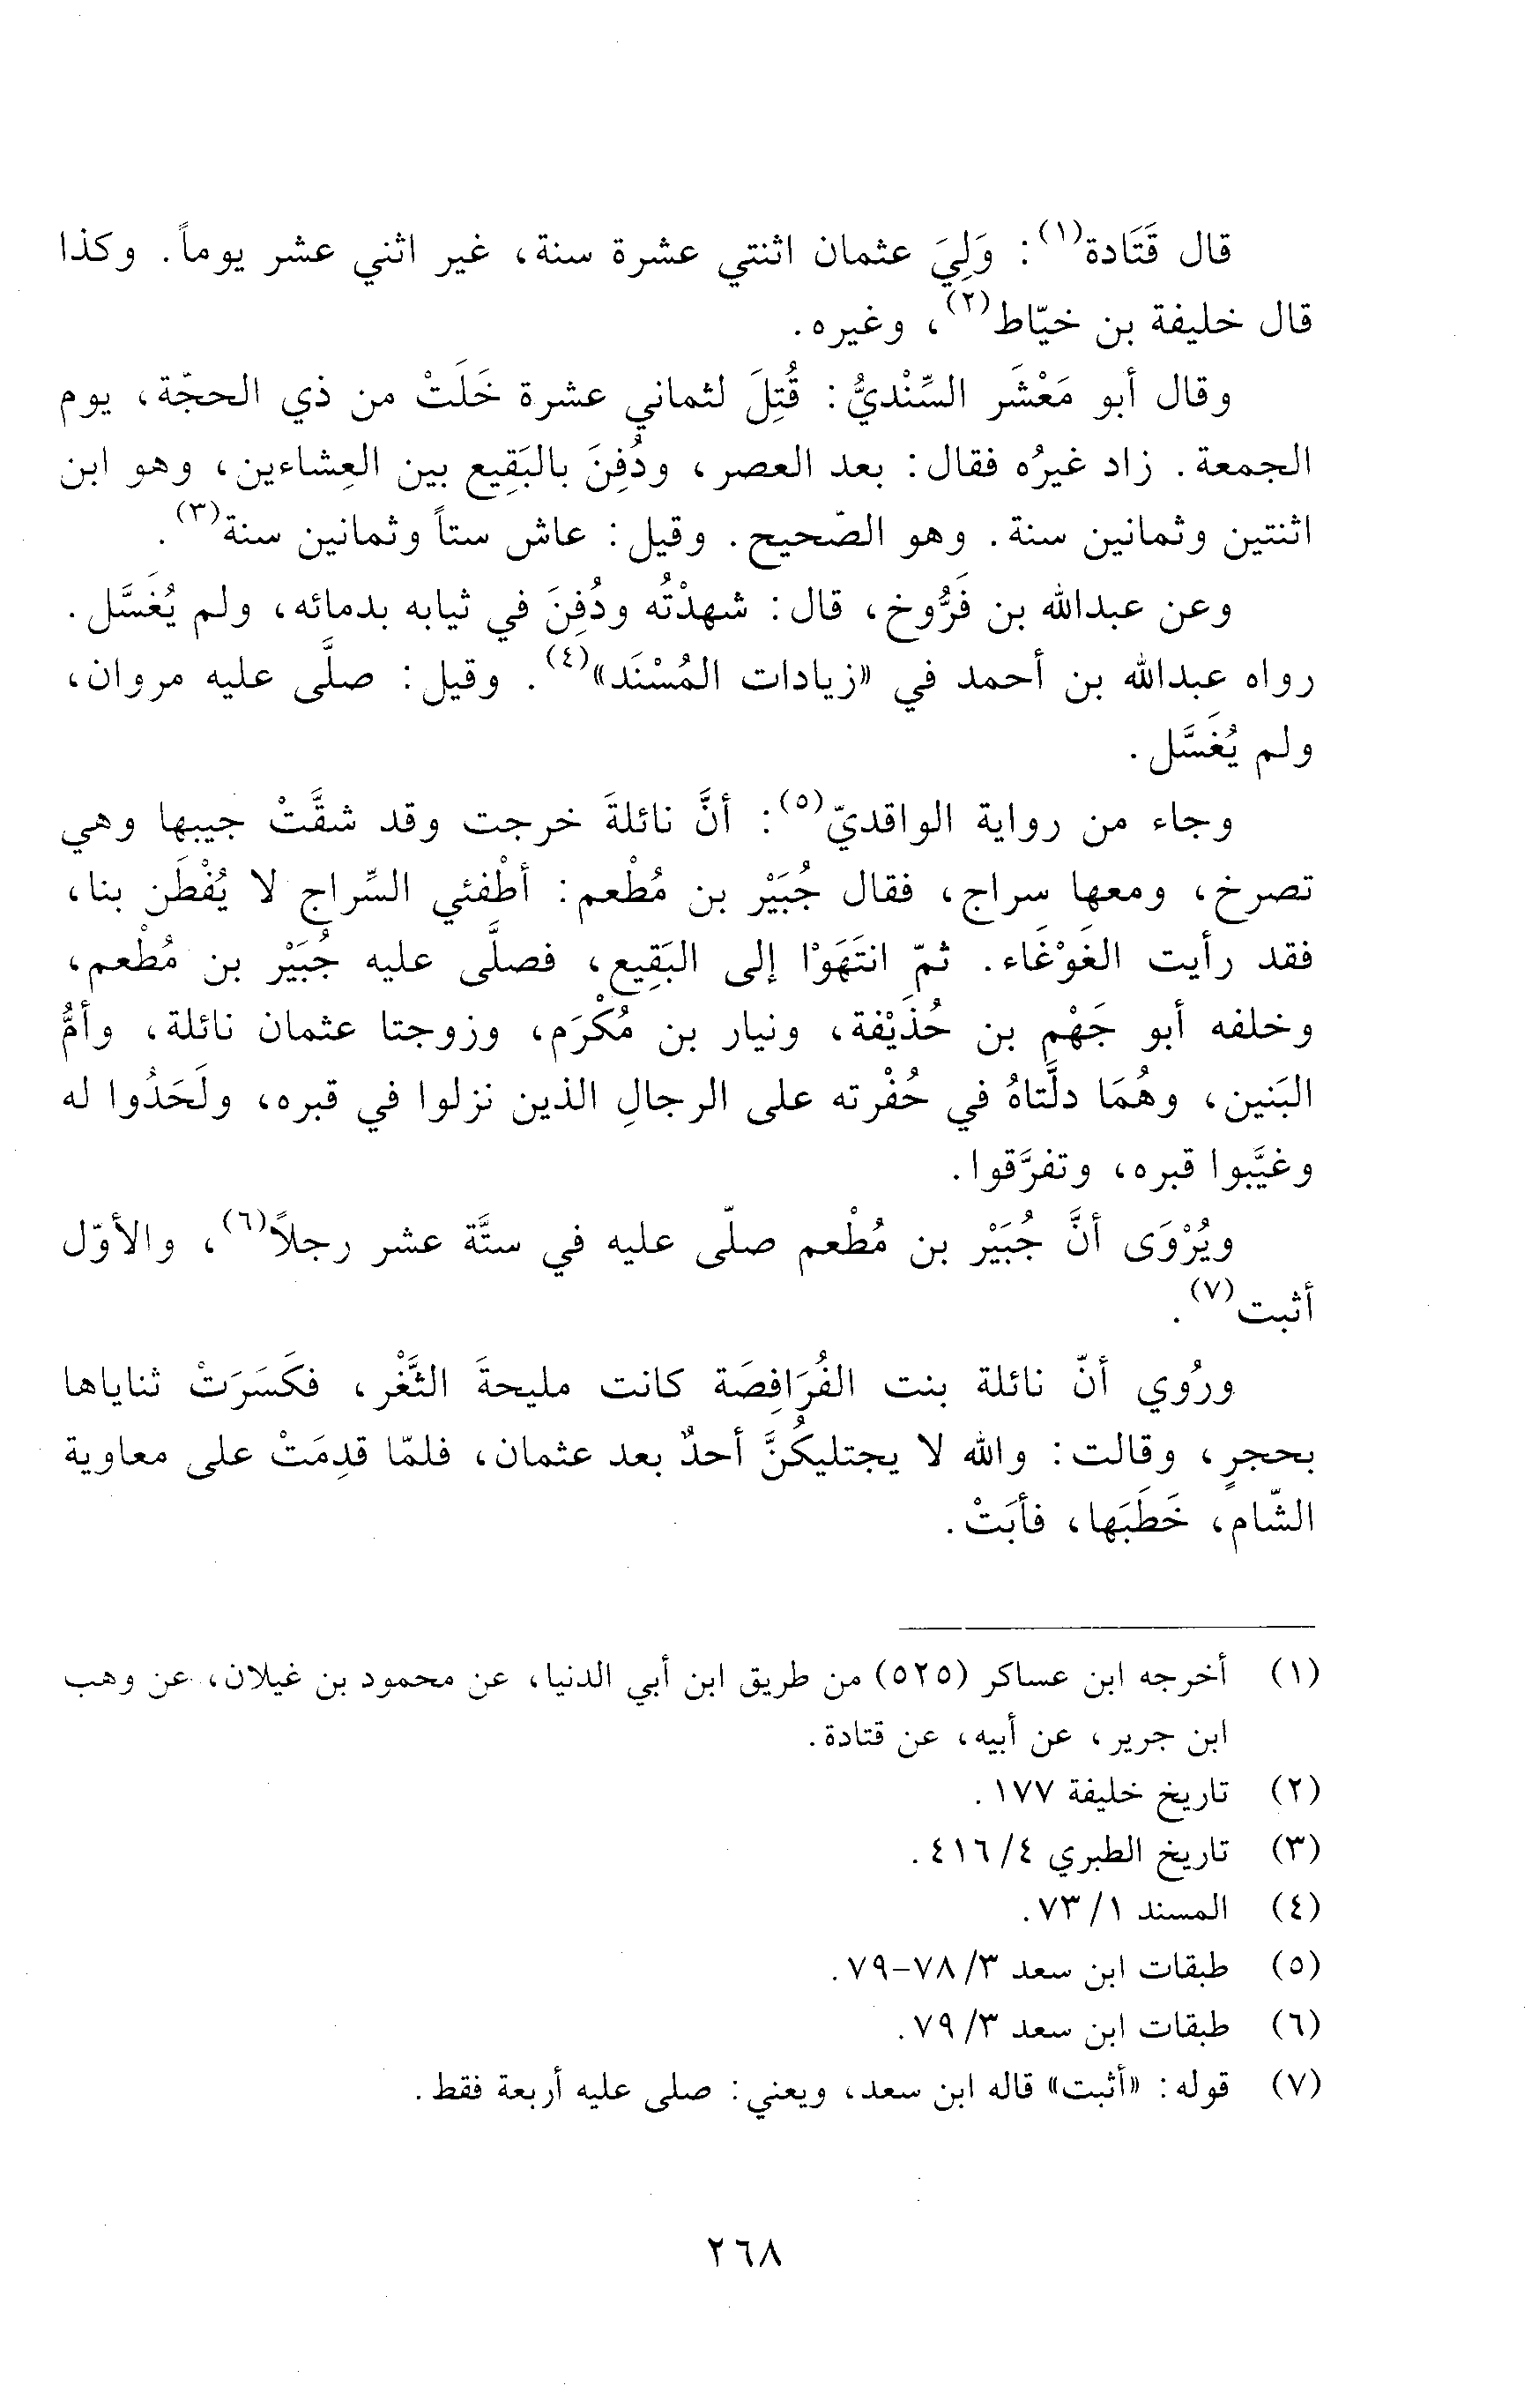 قال قَتَادة(١): وَلِيَ عثمان اثنتي عشرة سنة، غير اثني عشر يوماً. وكذا
قال خليفة بن خيّاط(٢)، وغيره.
وقال أبو مَعْشَر السِّنْديُّ: قُتِلَ لثماني عشرة خَلَتْ من ذي الحجّة، يوم
الجمعة. زاد غيرُه فقال: بعد العصر، ودُفِنَ بالبَقِيع بين العِشاءين، وهو ابن
اثنتين وثمانين سنة. وهو الصّحيح. وقيل: عاش ستاً وثمانين سنة(٣).
وعن عبدالله بن فَرُّوخ، قال: شهدْتُه ودُفِنَ في ثيابه بدمائه، ولم يُغَسَّل.
رواه عبدالله بن أحمد في «زيادات المُسْنَد»(٤). وقيل: صلَّى عليه مروان،
ولم يُغَسَّل.
وجاء من رواية الواقديّ(٥): أنَّ نائلةَ خرجت وقد شقَّتْ جيبها وهي
تصرخ، ومعها سراج، فقال جُبَيْر بن مُطْعم: أطْفئي السِّراج لا يُفْطَن بنا،
فقد رأيت الغَوْغَاء. ثمّ انتَهَوْا إلى البَقِيع، فصلَّى عليه جُبَيْر بن مُطْعم،
وخلفه أبو جَهْم بن حُذَيْفة، ونيار بن مُكْرَم، وزوجتا عثمان نائلة، وأمُّ
البَنين، وهُمَا دلَّتاهُ في حُفْرته على الرجالِ الذين نزلوا في قبره، ولَحَدُوا له
وغيَّبوا قبره، وتفرَّقوا.
ويُرْوَى أنَّ جُبَيْر بن مُطْعم صلّى عليه في ستَّة عشر رجلاً(٦)، والأوّل
أثبت(٧).
ورُوي أنّ نائلة بنت الفُرَافِصَة كانت مليحةَ الثَّغْر، فكَسَرَتْ ثناياها
بحجرٍ، وقالت: والله لا يجتليكُنَّ أحدٌ بعد عثمان، فلمّا قدِمَتْ على معاوية
الشّام، خَطَبَها، فأبَتْ.
(١) أخرجه ابن عساكر (٥٢٥) من طريق ابن أبي الدنيا، عن محمود بن غيلان، عن وهب
ابن جرير، عن أبيه، عن قتادة.
(٢) تاريخ خليفة ١٧٧.
(٣) تاريخ الطبري ٤/ ٤١٦.
(٤) المسند ١/ ٧٣.
(٥) طبقات ابن سعد ٣/ ٧٨-٧٩.
(٦) طبقات ابن سعد ٣/ ٧٩.
(٧) قوله: «أثبت» قاله ابن سعد، ويعني: صلى عليه أربعة فقط.
٢٦٨